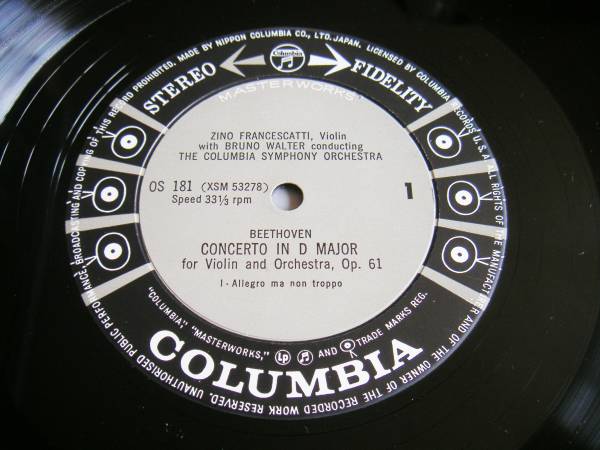 MADE BY NIPPON COLUMBIA CO., LTD. JAPAN. LICENSED BY COLUMBIA RECORDS U.S.A. ALL RIGHTS OF THE MANUFACTURER AND OF THE OWNER OF THE RECORDED WORK RESERVED. UNAUTHORISED PUBLIC PERFORMANCE, BROADCASTING AND COPYING OF THIS RECORD PROHIBITED.
STEREO
Columbia
FIDELITY
MASTERWORKS
ZINO FRANCESCATTI, Violin
with BRUNO WALTER conducting
THE COLUMBIA SYMPHONY ORCHESTRA
OS 181 (XSM 53278)
Speed 33⅓ rpm
1
BEETHOVEN
CONCERTO IN D MAJOR
for Violin and Orchestra, Op. 61
I - Allegro ma non troppo
"COLUMBIA," "MASTERWORKS," Lp AND TRADE MARKS REG.
COLUMBIA